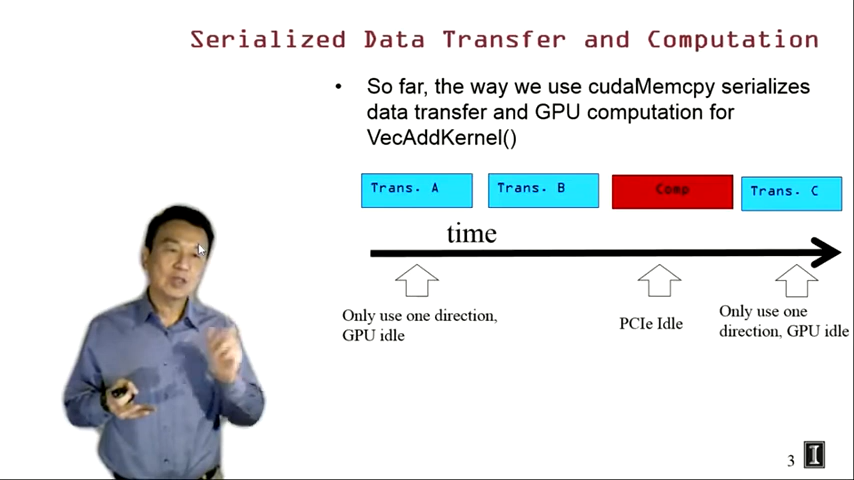 Serialized Data Transfer and Computation
• So far, the way we use cudaMemcpy serializes
data transfer and GPU computation for
VecAddKernel()
Trans. A
Trans. B
Comp
Trans. C
time
Only use one direction,
GPU idle
PCIe Idle
Only use one
direction, GPU idle
3
I